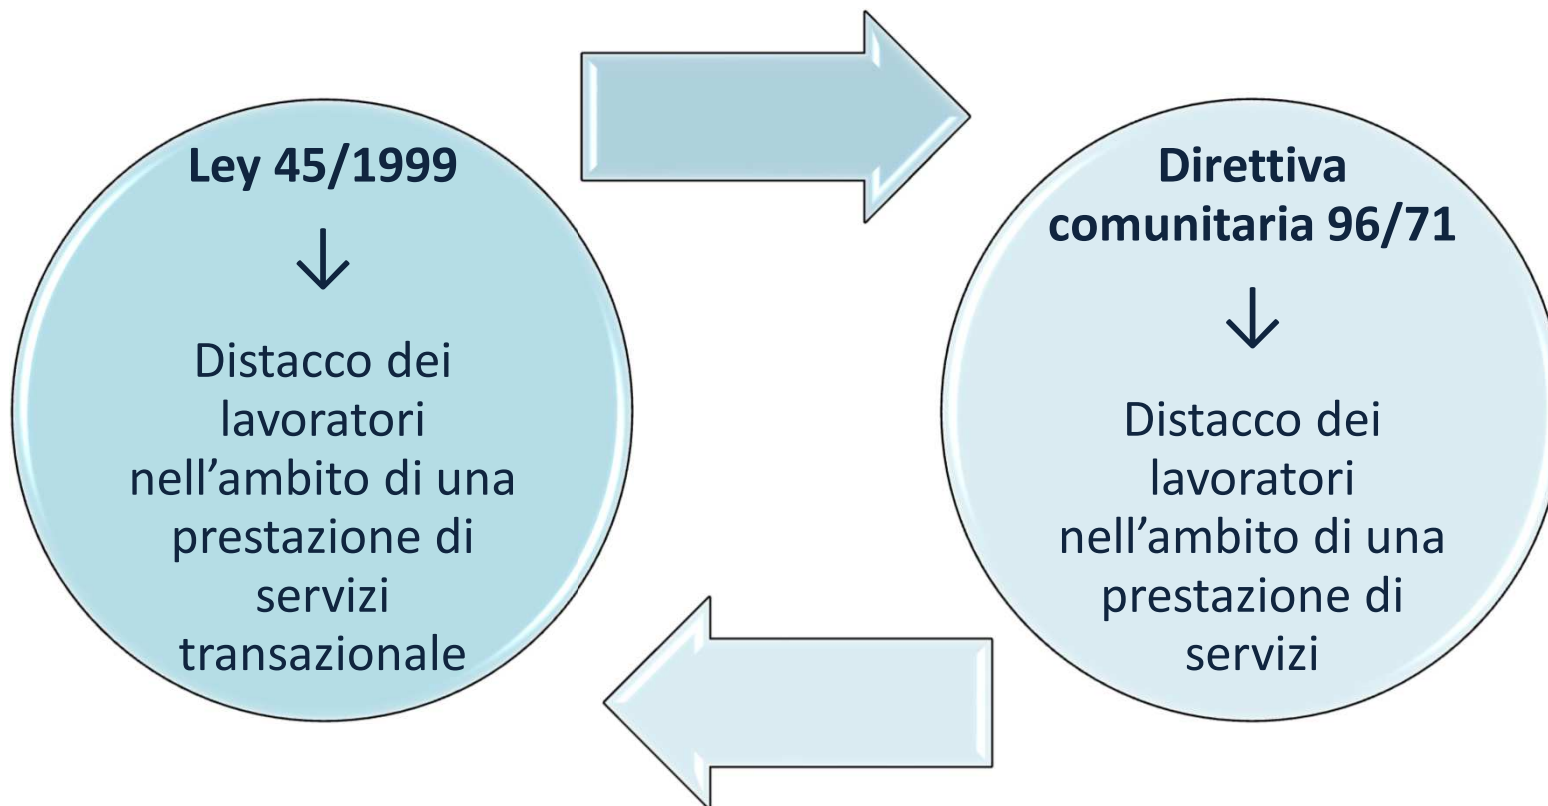 Ley 45/1999
↓
Distacco dei
lavoratori
nell’ambito di una
prestazione di
servizi
transazionale
Direttiva
comunitaria 96/71
↓
Distacco dei
lavoratori
nell’ambito di una
prestazione di
servizi